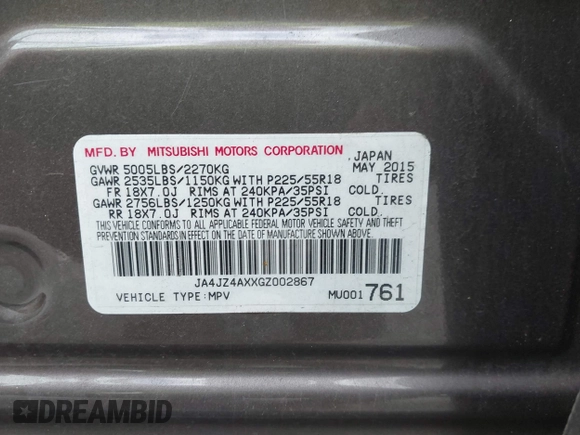 MFD. BY MITSUBISHI MOTORS CORPORATION JAPAN
GVWR 5005LBS/2270KG MAY 2015
GAWR 2535LBS/1150KG WITH P225/55R18 TIRES
FR 18X7.0J RIMS AT 240KPA/35PSI COLD.
GAWR 2756LBS/1250KG WITH P225/55R18 TIRES
RR 18X7.0J RIMS AT 240KPA/35PSI COLD.
THIS VEHICLE CONFORMS TO ALL APPLICABLE FEDERAL MOTOR VEHICLE SAFETY AND THEFT
PREVENTION STANDARDS IN EFFECT ON THE DATE OF MANUFACTURE SHOWN ABOVE.
JA4JZ4AXXGZ002867
VEHICLE TYPE:MPV MU001761
DREAMBID